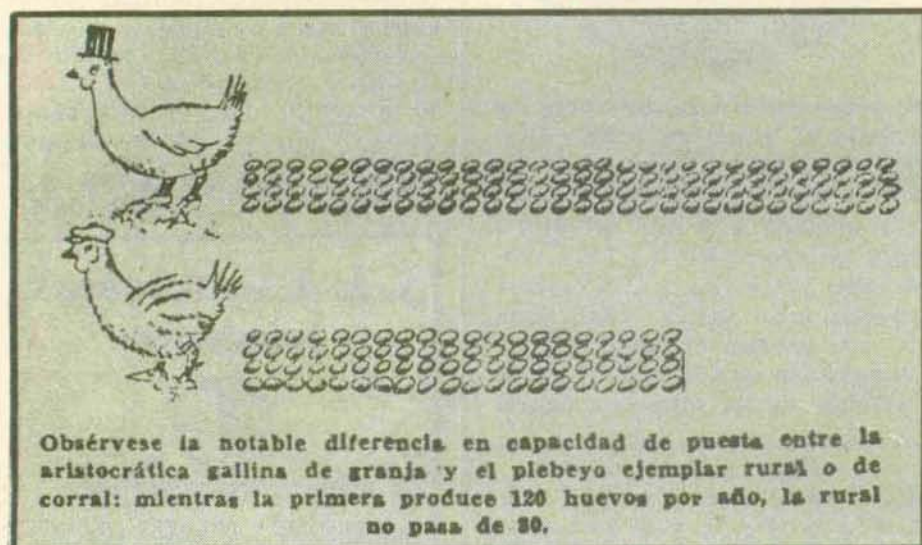 Obsérvese la notable diferencia en capacidad de puesta entre la
aristocrática gallina de granja y el plebeyo ejemplar rural o de
corral: mientras la primera produce 120 huevos por año, la rural
no pasa de 80.